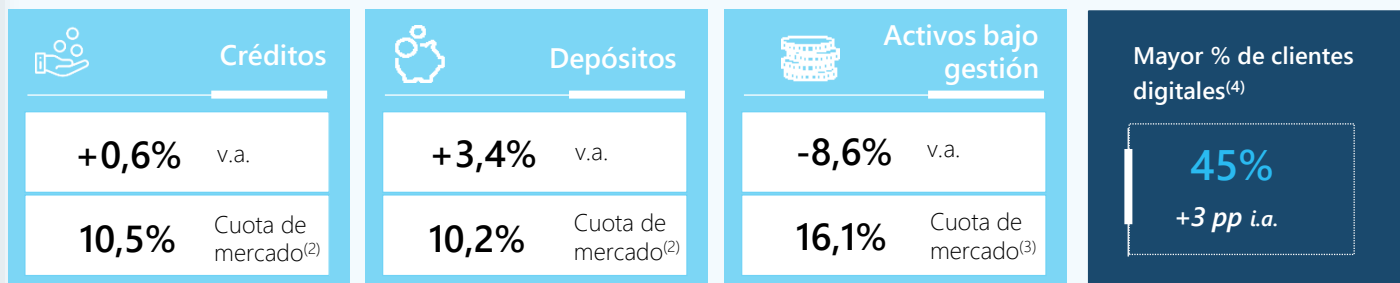 Créditos
+0,6% v.a.
10,5% Cuota de
mercado(2)
Depósitos
+3,4% v.a.
10,2% Cuota de
mercado(2)
Activos bajo
gestión
-8,6% v.a.
16,1% Cuota de
mercado(3)
Mayor % de clientes
digitales(4)
45%
+3 pp i.a.